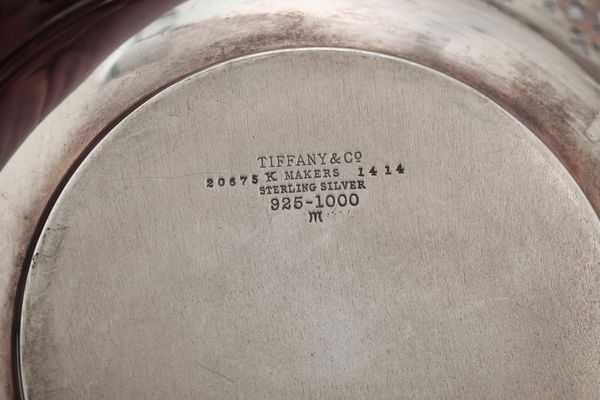 TIFFANY & Cº
20675 K MAKERS 1414
STERLING SILVER
925-1000
m